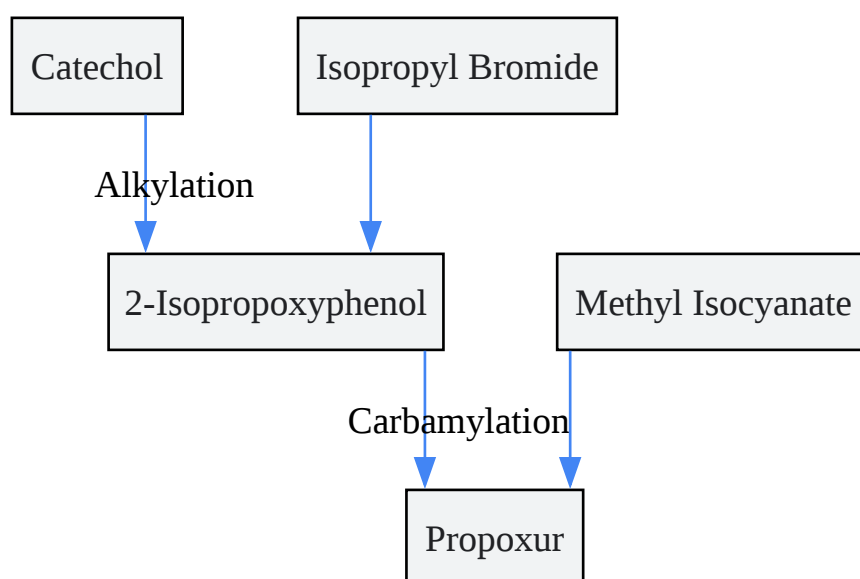 Catechol
Isopropyl Bromide
Alkylation
2-Isopropoxyphenol
Methyl Isocyanate
Carbamylation
Propoxur